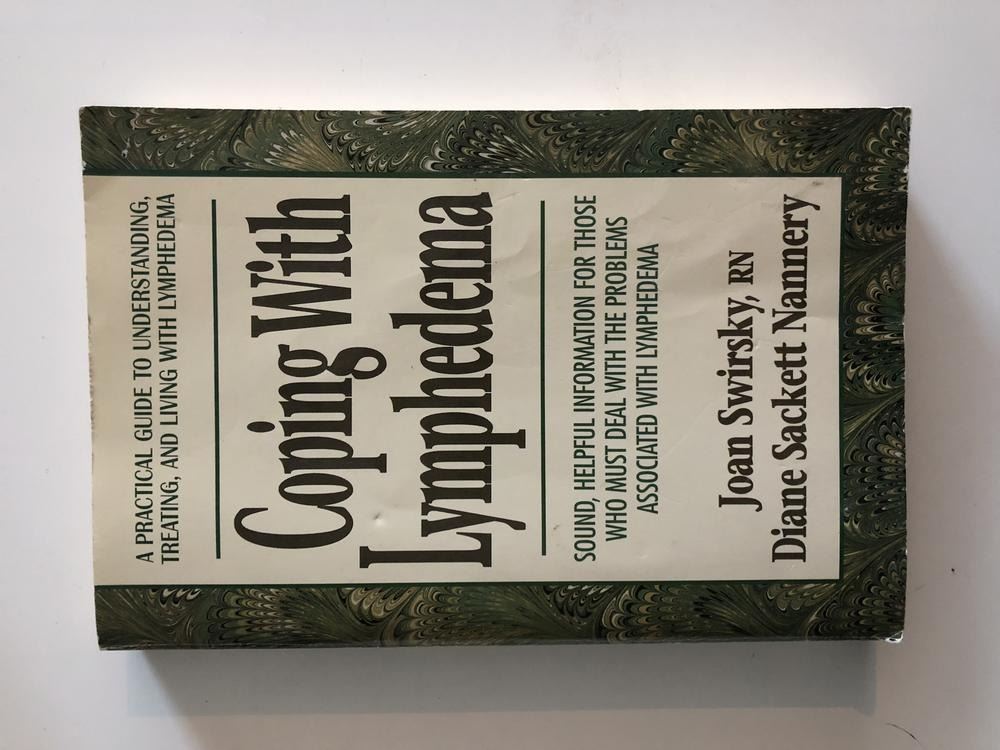 A PRACTICAL GUIDE TO UNDERSTANDING,
TREATING, AND LIVING WITH LYMPHEDEMA
Coping With
Lymphedema
SOUND, HELPFUL INFORMATION FOR THOSE
WHO MUST DEAL WITH THE PROBLEMS
ASSOCIATED WITH LYMPHEDEMA
Joan Swirsky, RN
Diane Sackett Nannery